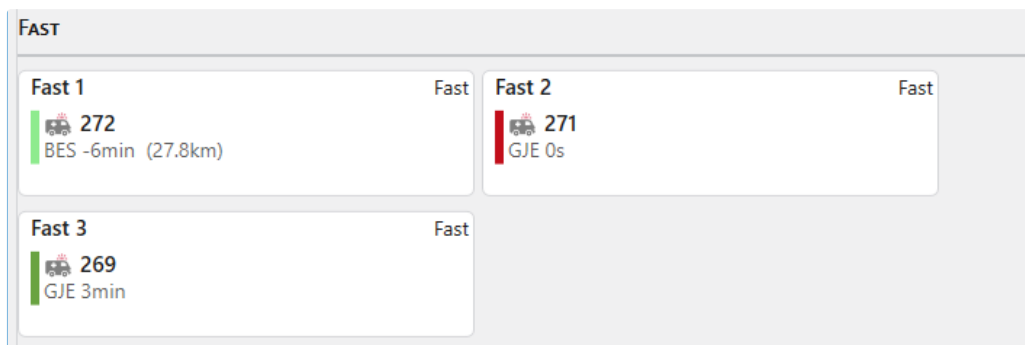 FAST
Fast 1 Fast
272
BES -6min (27.8km)
Fast 2 Fast
271
GJE 0s
Fast 3 Fast
269
GJE 3min